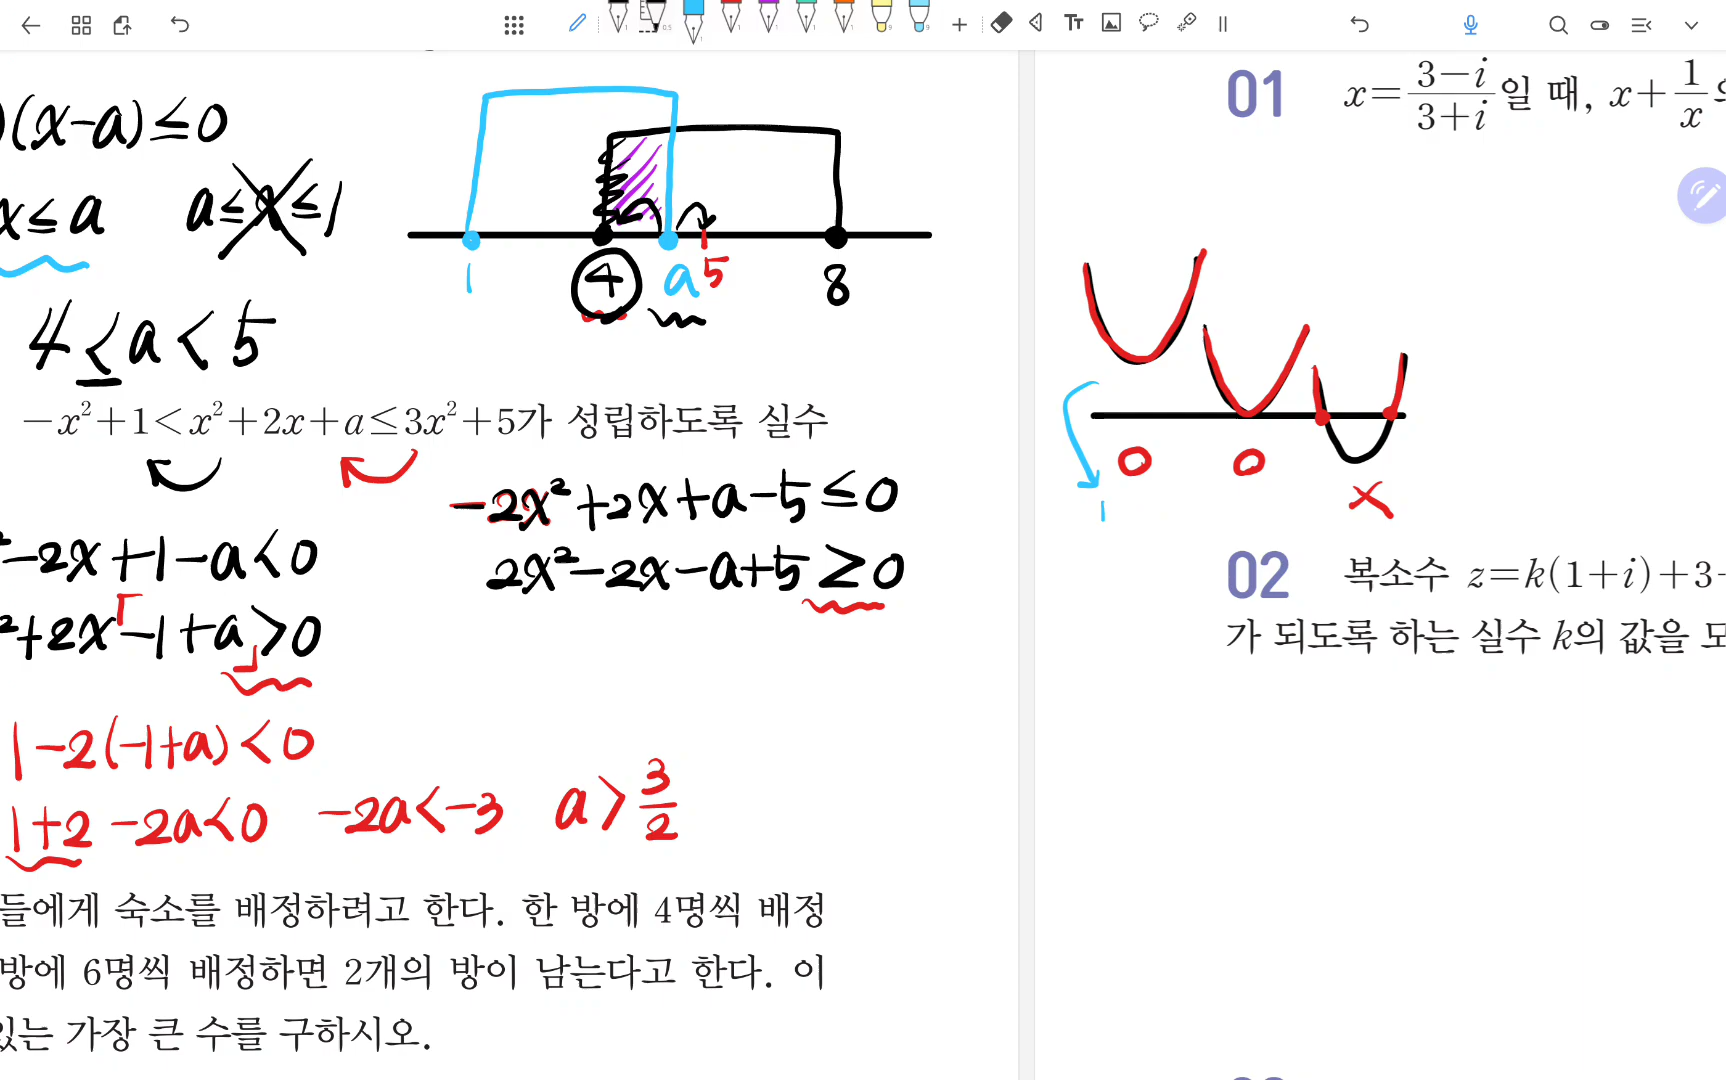 )(x-a)≤0
x≤a a≤x≤1
4≤a<5
1 4 a 5 8
-x²+1<x²+2x+a≤3x²+5가 성립하도록 실수
²-2x+1-a<0
²+2x-1+a>0
-2x²+2x+a-5≤0
2x²-2x-a+5≥0
1-2(-1+a)<0
1+2-2a<0 -2a<-3 a>3/2
들에게 숙소를 배정하려고 한다. 한 방에 4명씩 배정
방에 6명씩 배정하면 2개의 방이 남는다고 한다. 이
있는 가장 큰 수를 구하시오.
01 x=(3-i)/(3+i)일 때, x+1/x
O O X
1
02 복소수 z=k(1+i)+3-
가 되도록 하는 실수 k의 값을 모